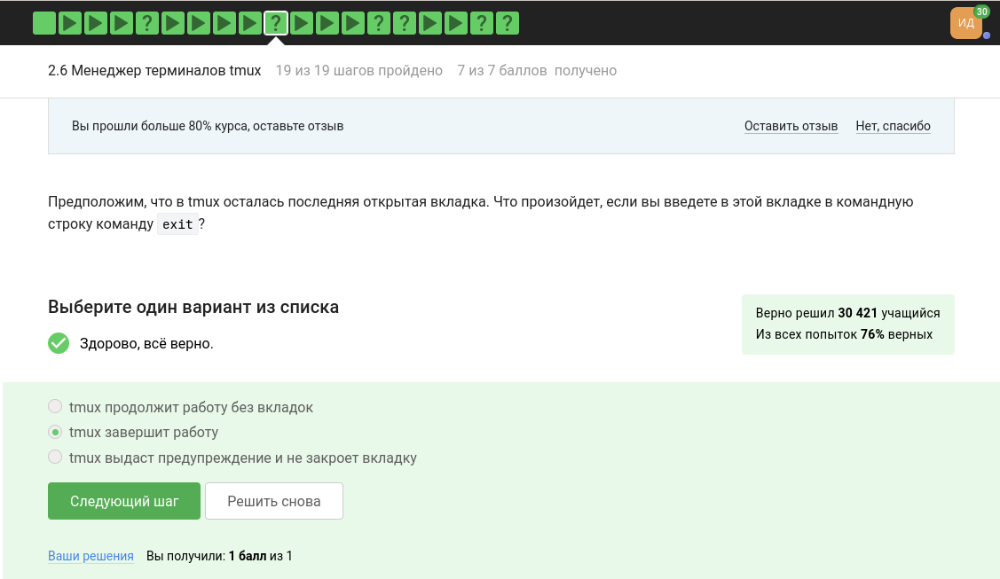 ? ? ? ? ? ?
ИД 30
2.6 Менеджер терминалов tmux 19 из 19 шагов пройдено 7 из 7 баллов получено
Вы прошли больше 80% курса, оставьте отзыв Оставить отзыв Нет, спасибо
Предположим, что в tmux осталась последняя открытая вкладка. Что произойдет, если вы введете в этой вкладке в командную
строку команду exit ?
Выберите один вариант из списка
Здорово, всё верно.
Верно решил 30 421 учащийся
Из всех попыток 76% верных
tmux продолжит работу без вкладок
tmux завершит работу
tmux выдаст предупреждение и не закроет вкладку
Следующий шаг Решить снова
Ваши решения Вы получили: 1 балл из 1